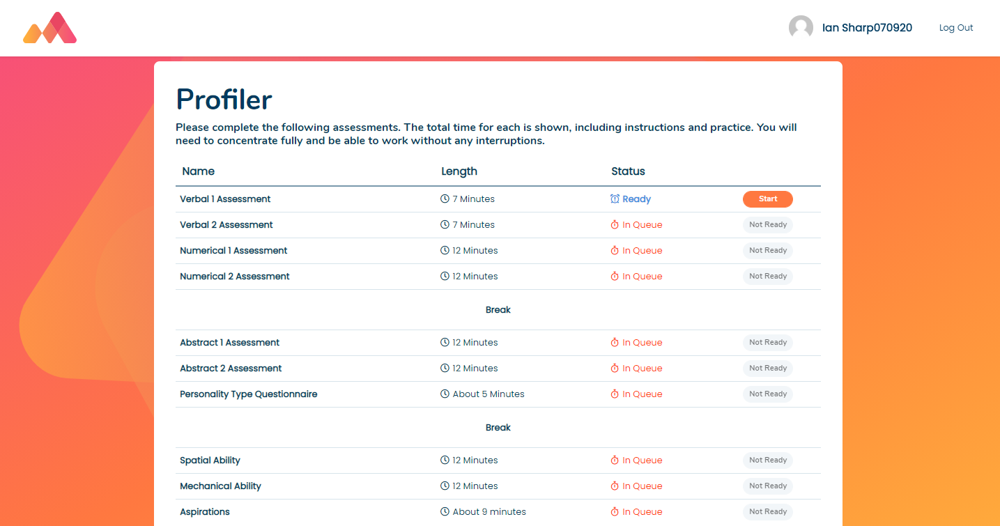 Ian Sharp070920 Log Out
Profiler
Please complete the following assessments. The total time for each is shown, including instructions and practice. You will
need to concentrate fully and be able to work without any interruptions.
Name Length Status
Verbal 1 Assessment 7 Minutes Ready Start
Verbal 2 Assessment 7 Minutes In Queue Not Ready
Numerical 1 Assessment 12 Minutes In Queue Not Ready
Numerical 2 Assessment 12 Minutes In Queue Not Ready
Break
Abstract 1 Assessment 12 Minutes In Queue Not Ready
Abstract 2 Assessment 12 Minutes In Queue Not Ready
Personality Type Questionnaire About 5 Minutes In Queue Not Ready
Break
Spatial Ability 12 Minutes In Queue Not Ready
Mechanical Ability 12 Minutes In Queue Not Ready
Aspirations About 9 minutes In Queue Not Ready